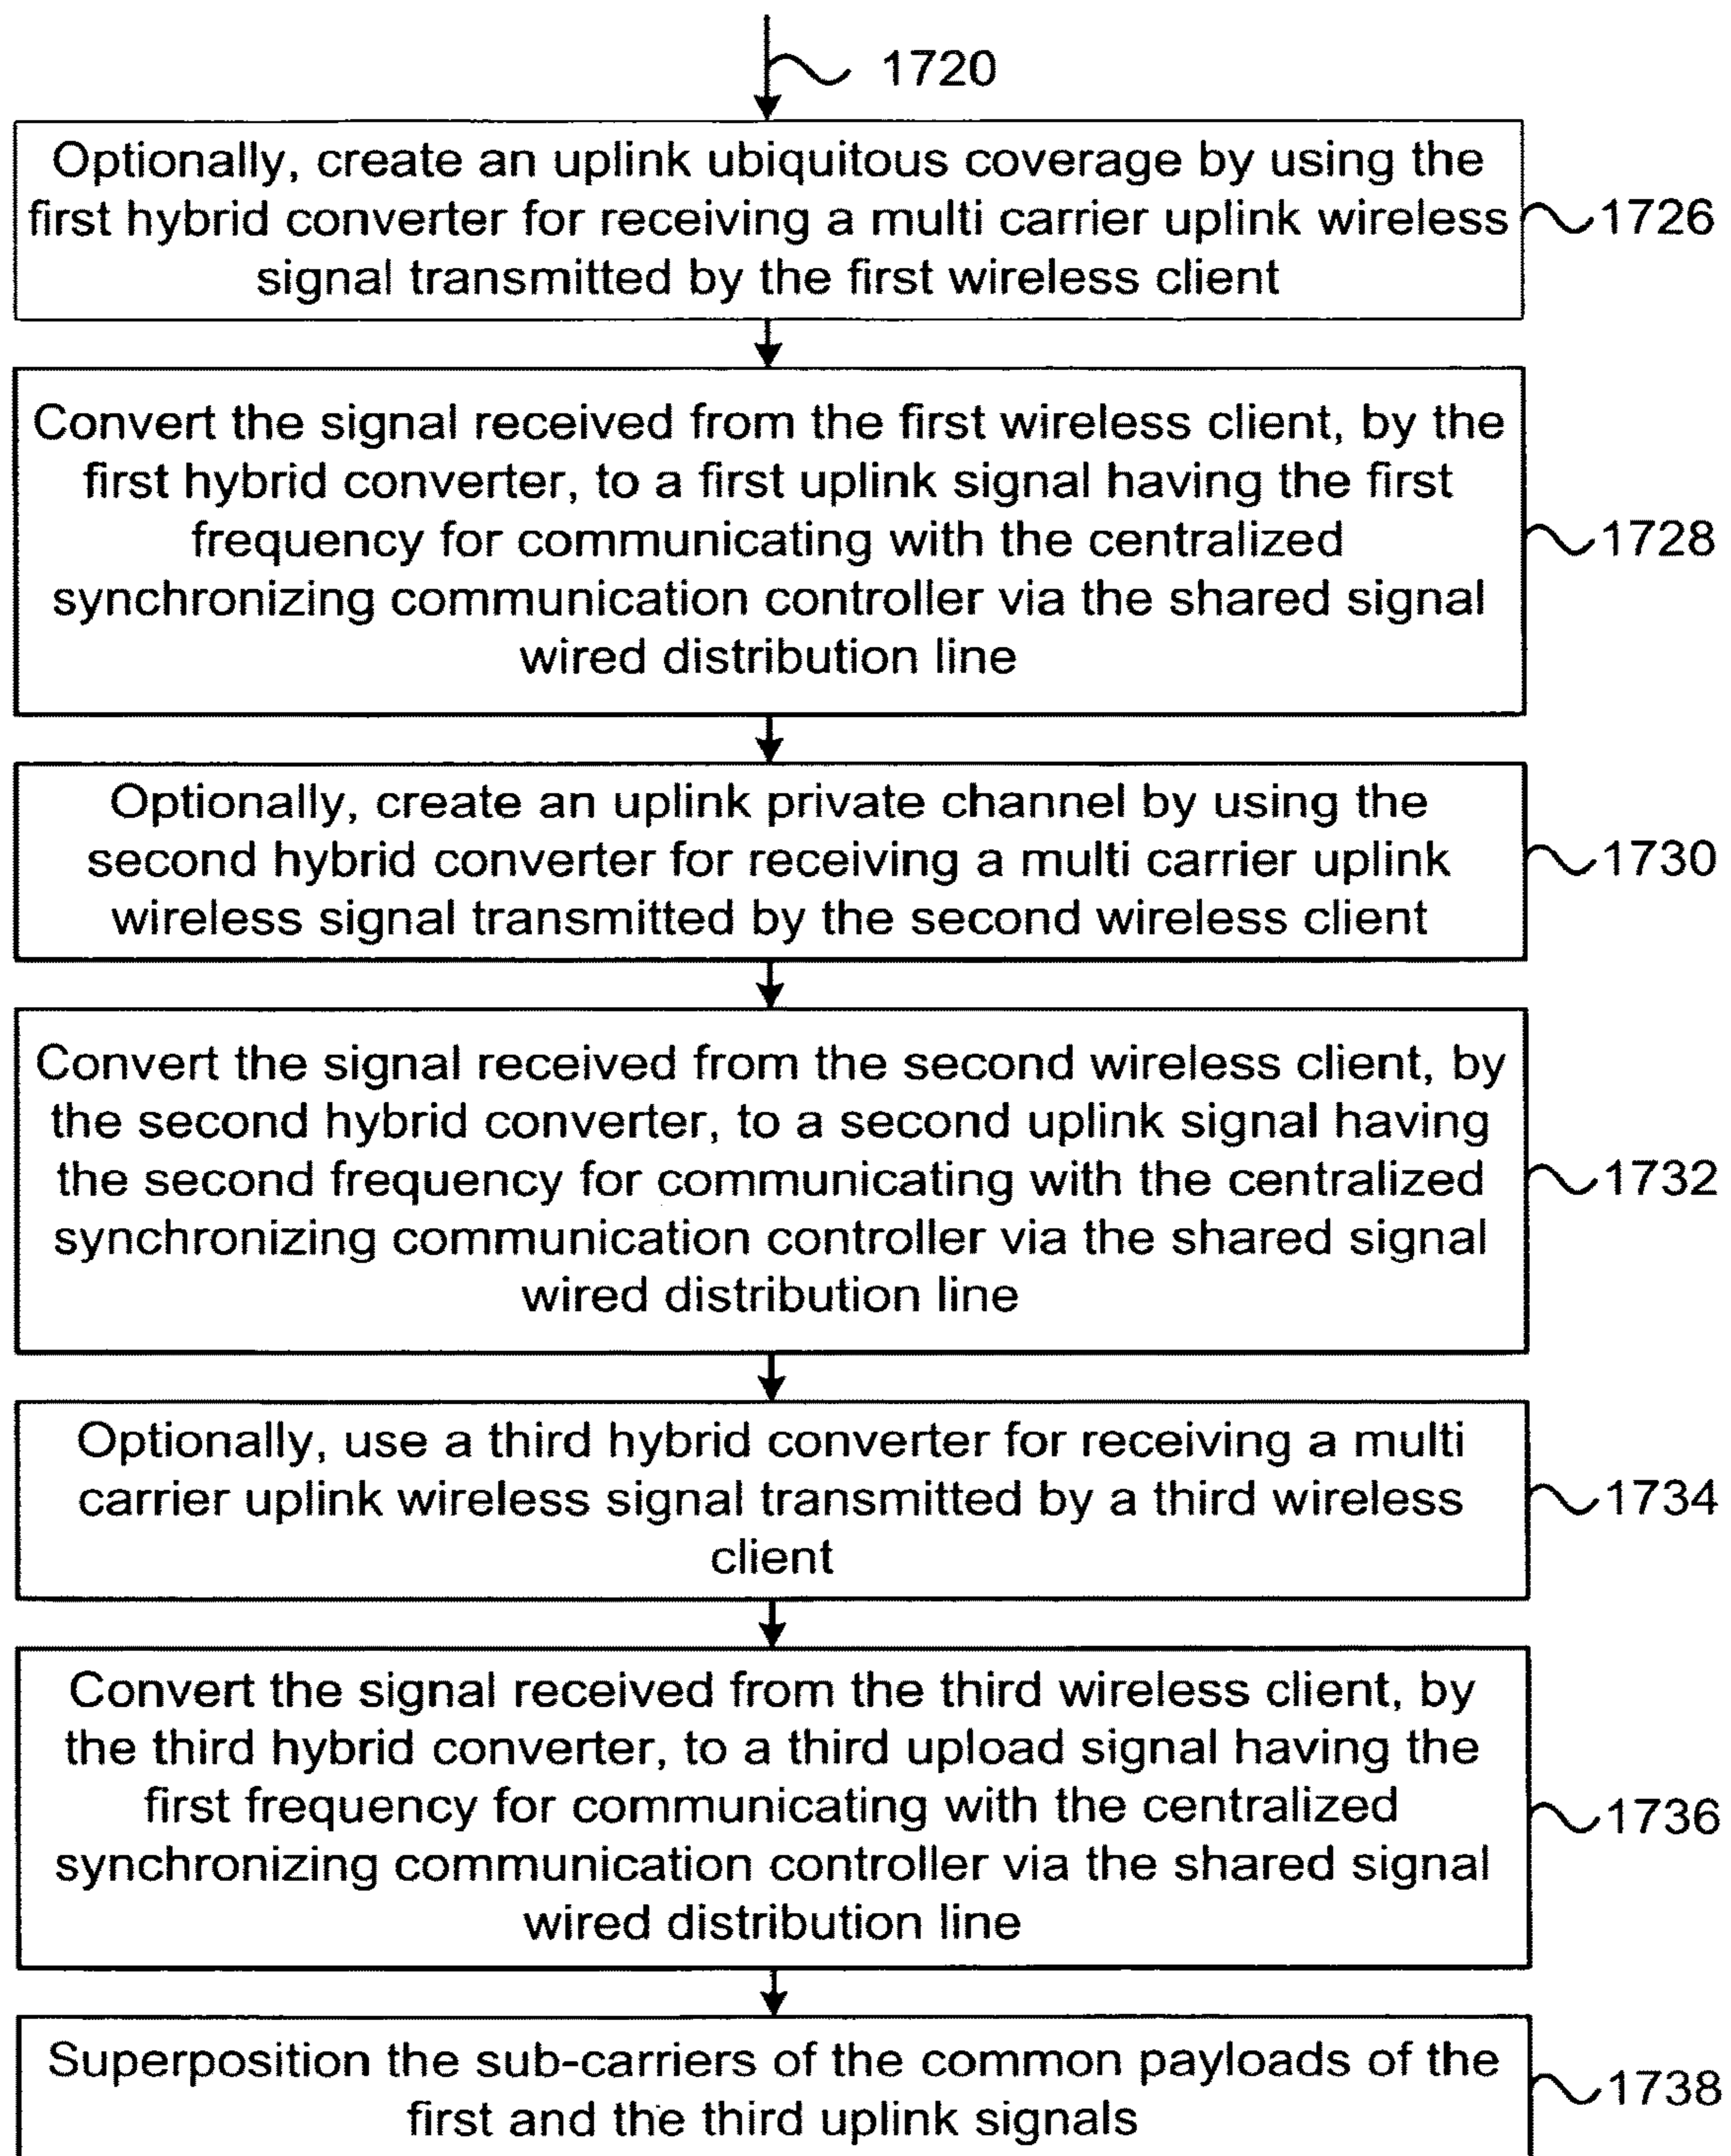 1720
Optionally, create an uplink ubiquitous coverage by using the
first hybrid converter for receiving a multi carrier uplink wireless
signal transmitted by the first wireless client
1726
Convert the signal received from the first wireless client, by the
first hybrid converter, to a first uplink signal having the first
frequency for communicating with the centralized
synchronizing communication controller via the shared signal
wired distribution line
1728
Optionally, create an uplink private channel by using the
second hybrid converter for receiving a multi carrier uplink
wireless signal transmitted by the second wireless client
1730
Convert the signal received from the second wireless client, by
the second hybrid converter, to a second uplink signal having
the second frequency for communicating with the centralized
synchronizing communication controller via the shared signal
wired distribution line
1732
Optionally, use a third hybrid converter for receiving a multi
carrier uplink wireless signal transmitted by a third wireless
client
1734
Convert the signal received from the third wireless client, by
the third hybrid converter, to a third upload signal having the
first frequency for communicating with the centralized
synchronizing communication controller via the shared signal
wired distribution line
1736
Superposition the sub-carriers of the common payloads of the
first and the third uplink signals
1738